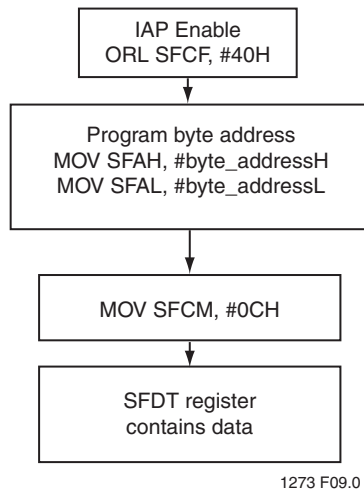 IAP Enable
ORL SFCF, #40H
Program byte address
MOV SFAH, #byte_addressH
MOV SFAL, #byte_addressL
MOV SFCM, #0CH
SFDT register
contains data
1273 F09.0